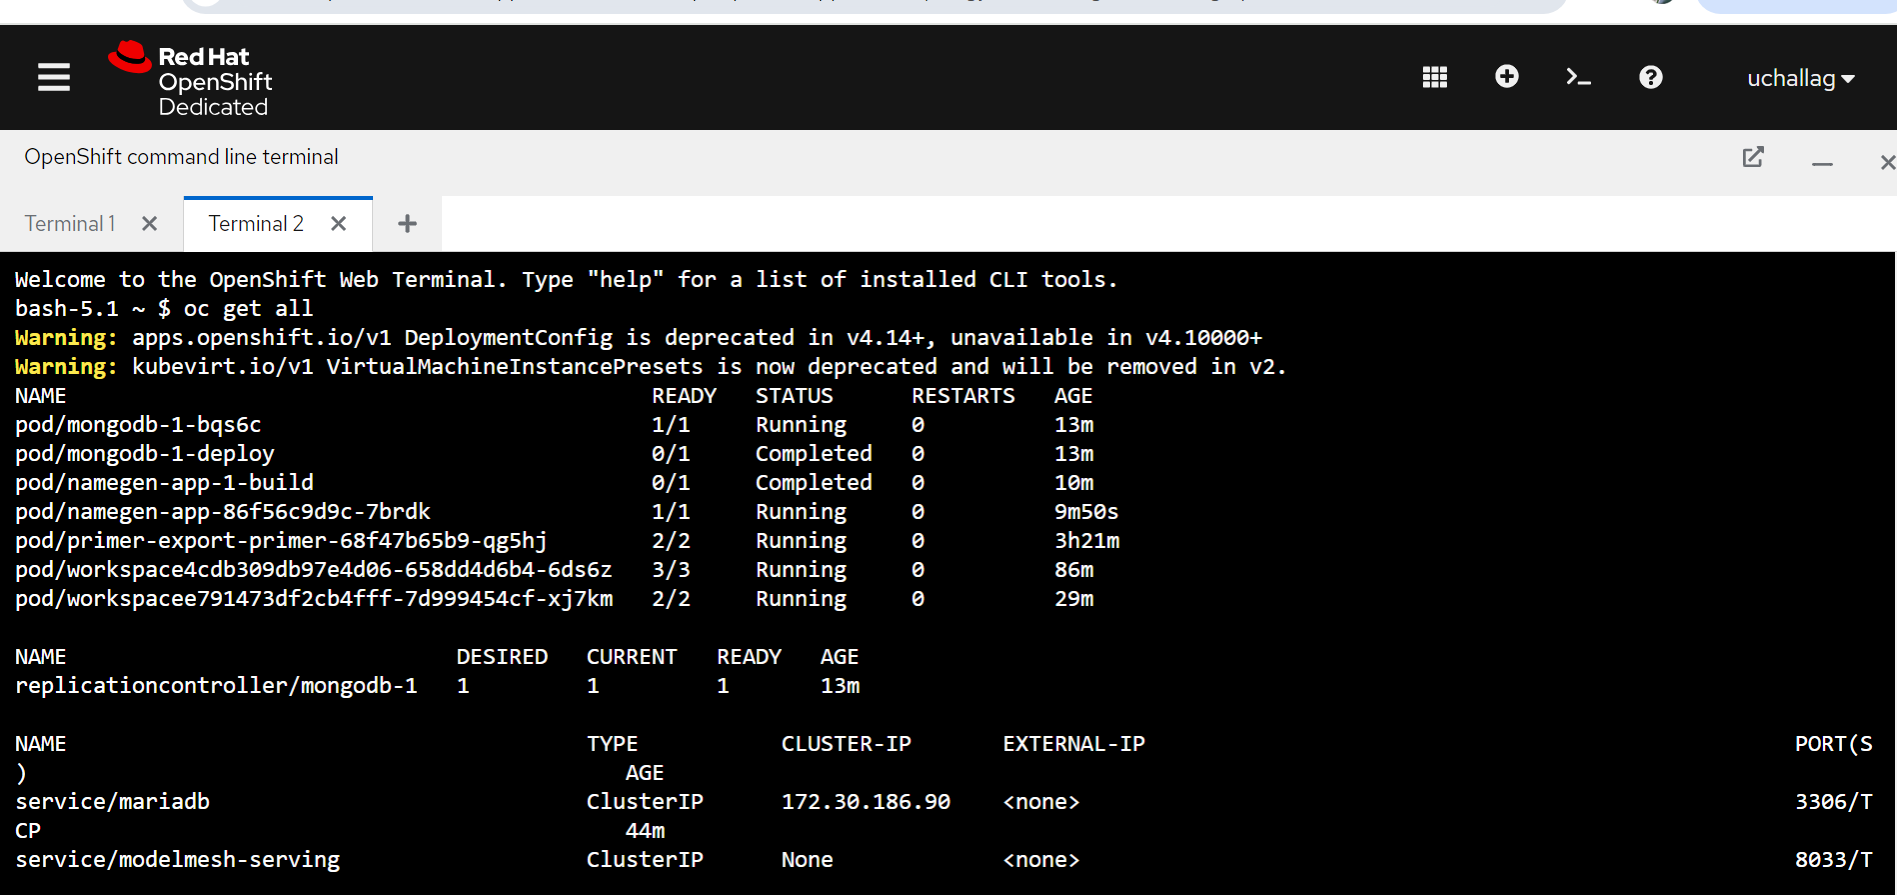 Red Hat
OpenShift
Dedicated
uchallag
OpenShift command line terminal
Terminal 1
Terminal 2
Welcome to the OpenShift Web Terminal. Type "help" for a list of installed CLI tools.
bash-5.1 ~ $ oc get all
Warning: apps.openshift.io/v1 DeploymentConfig is deprecated in v4.14+, unavailable in v4.10000+
Warning: kubevirt.io/v1 VirtualMachineInstancePresets is now deprecated and will be removed in v2.
NAME READY STATUS RESTARTS AGE
pod/mongodb-1-bqs6c 1/1 Running 0 13m
pod/mongodb-1-deploy 0/1 Completed 0 13m
pod/namegen-app-1-build 0/1 Completed 0 10m
pod/namegen-app-86f56c9d9c-7brdk 1/1 Running 0 9m50s
pod/primer-export-primer-68f47b65b9-qg5hj 2/2 Running 0 3h21m
pod/workspace4cdb309db97e4d06-658dd4d6b4-6ds6z 3/3 Running 0 86m
pod/workspacee791473df2cb4fff-7d999454cf-xj7km 2/2 Running 0 29m
NAME DESIRED CURRENT READY AGE
replicationcontroller/mongodb-1 1 1 1 13m
NAME TYPE CLUSTER-IP EXTERNAL-IP PORT(S
) AGE
service/mariadb ClusterIP 172.30.186.90 <none> 3306/T
CP 44m
service/modelmesh-serving ClusterIP None <none> 8033/T